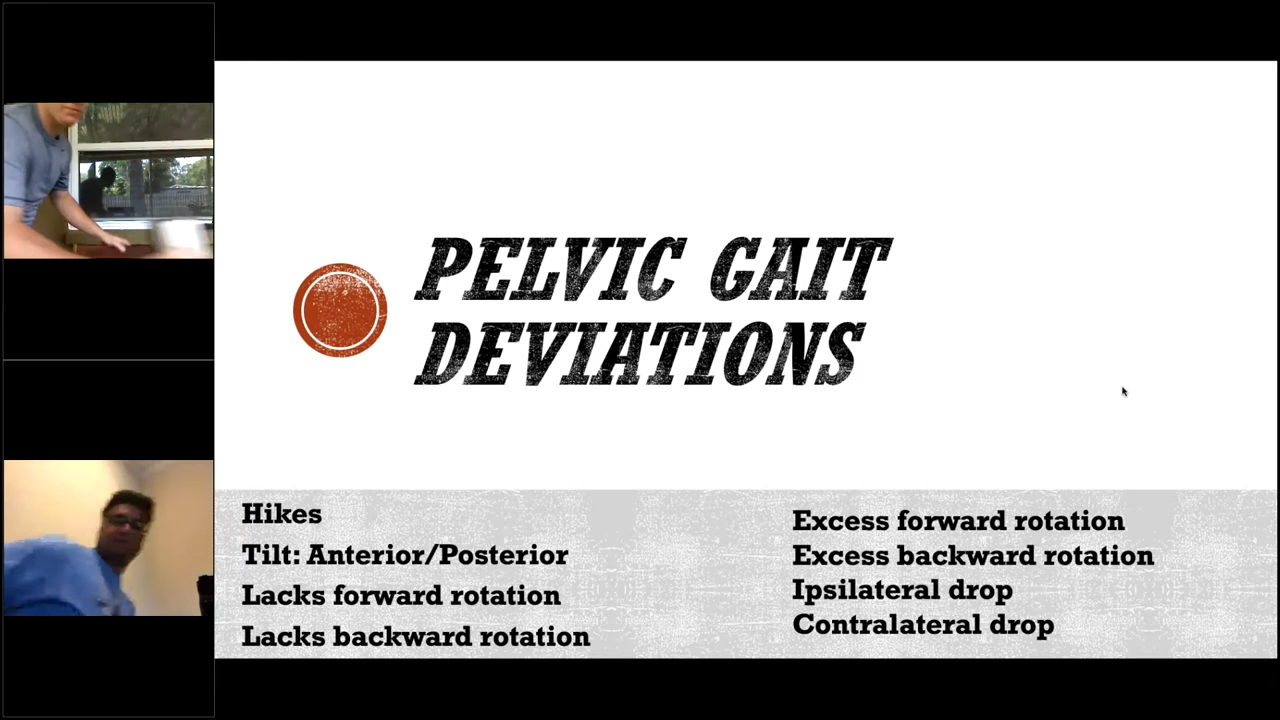 PELVIC GAIT
DEVIATIONS
Hikes
Tilt: Anterior/Posterior
Lacks forward rotation
Lacks backward rotation
Excess forward rotation
Excess backward rotation
Ipsilateral drop
Contralateral drop